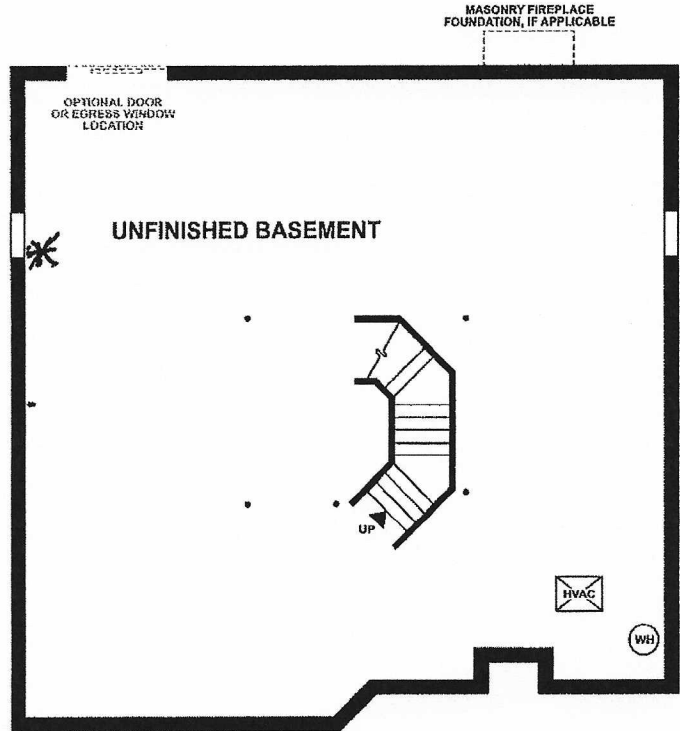 MASONRY FIREPLACE
FOUNDATION, IF APPLICABLE
OPTIONAL DOOR
OR EGRESS WINDOW
LOCATION
UNFINISHED BASEMENT
UP
HVAC
WH